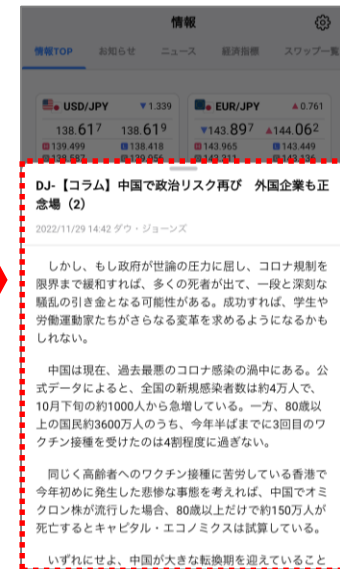 情報
情報TOP お知らせ ニュース 経済指標 スワップ一覧
USD/JPY ▼1.339 EUR/JPY ▲0.761
138.617 138.619 ▼143.897 ▲144.062
H 139.499 L 138.418 H 143.965 L 143.136
O 139.587 C 139.956 O 143.211 C 143.449
DJ-【コラム】中国で政治リスク再び 外国企業も正
念場（2）
2022/11/29 14:42 ダウ・ジョーンズ
しかし、もし政府が世論の圧力に屈し、コロナ規制を
限界まで緩和すれば、多くの死者が出て、一段と深刻な
騒乱の引き金となる可能性がある。成功すれば、学生や
労働運動家たちがさらなる変革を求めるようになるかも
しれない。
中国は現在、過去最悪のコロナ感染の渦中にある。公
式データによると、全国の新規感染者数は約4万人で、
10月下旬の約1000人から急増している。一方、80歳以
上の国民約3600万人のうち、今年半ばまでに3回目のワ
クチン接種を受けたのは4割程度に過ぎない。
同じく高齢者へのワクチン接種に苦労している香港で
今年初めに発生した悲惨な事態を考えれば、中国でオミ
クロン株が流行した場合、80歳以上だけで約150万人が
死亡するとキャピタル・エコノミクスは試算している。
いずれにせよ、中国が大きな転換期を迎えていること